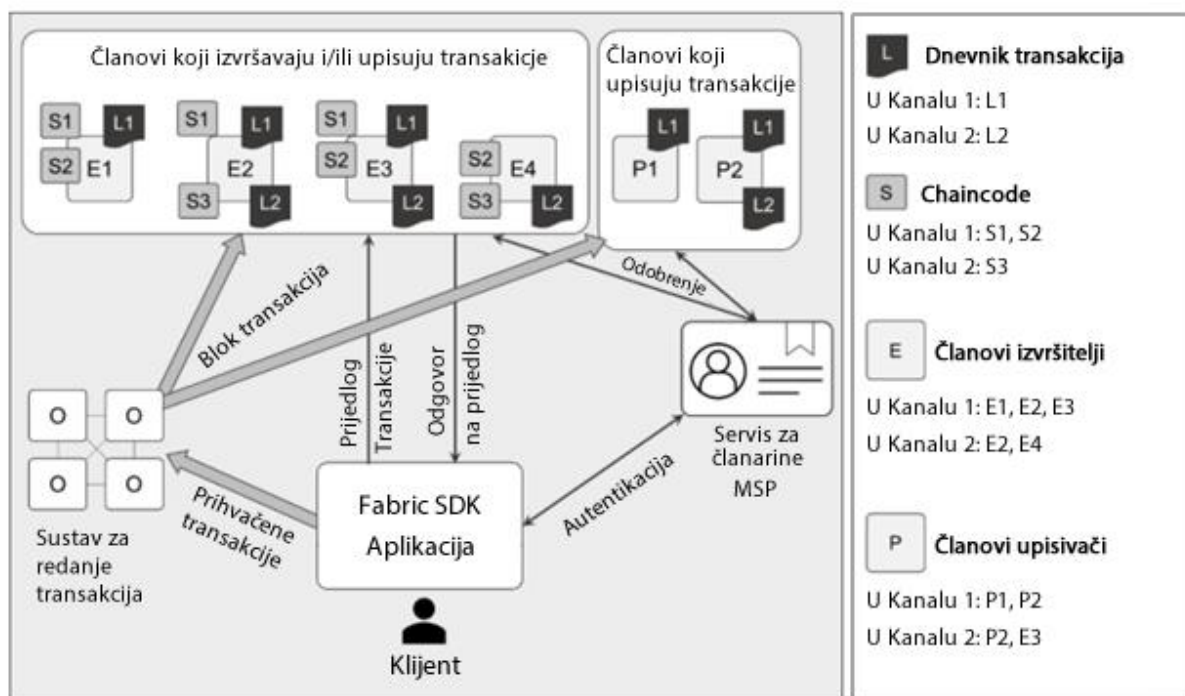 Članovi koji izvršavaju i/ili upisuju transakicje
S1
L1
S2
E1
S1
L1
E2
S3
L2
S1
L1
S2
E3
L2
S2
E4
S3
L2
Članovi koji
upisuju transakcije
L1
P1
L1
P2
L2
Blok transakcija
Prijedlog
Transakcije
Odgovor
na prijedlog
Odobrenje
O
O
O
O
Sustav za
redanje
transakcija
Prihvačene
transakcije
Fabric SDK
Aplikacija
Autentikacija
Servis za
članarine
MSP
Klijent
L
Dnevnik transakcija
U Kanalu 1: L1
U Kanalu 2: L2
S
Chaincode
U Kanalu 1: S1, S2
U Kanalu 2: S3
E
Članovi izvršitelji
U Kanalu 1: E1, E2, E3
U Kanalu 2: E2, E4
P
Članovi upisivači
U Kanalu 1: P1, P2
U Kanalu 2: P2, E3